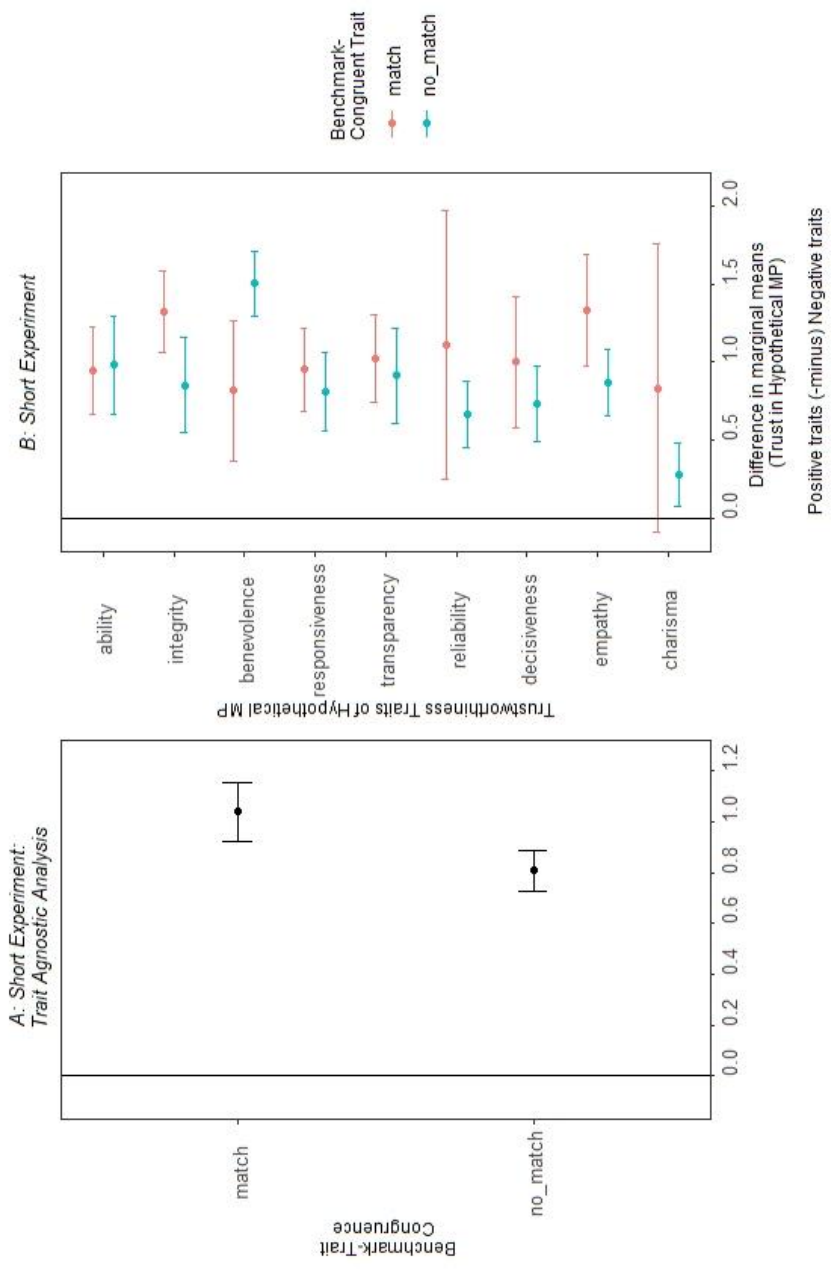 A: Short Experiment:
Trait Agnostic Analysis
Benchmark-Trait
Congruence
match
no_match
0.0 0.2 0.4 0.6 0.8 1.0 1.2
B: Short Experiment
Trustworthiness Traits of Hypothetical MP
ability
integrity
benevolence
responsiveness
transparency
reliability
decisiveness
empathy
charisma
0.0 0.5 1.0 1.5 2.0
Difference in marginal means
(Trust in Hypothetical MP)
Positive traits (-minus) Negative traits
Benchmark-
Congruent Trait
match
no_match